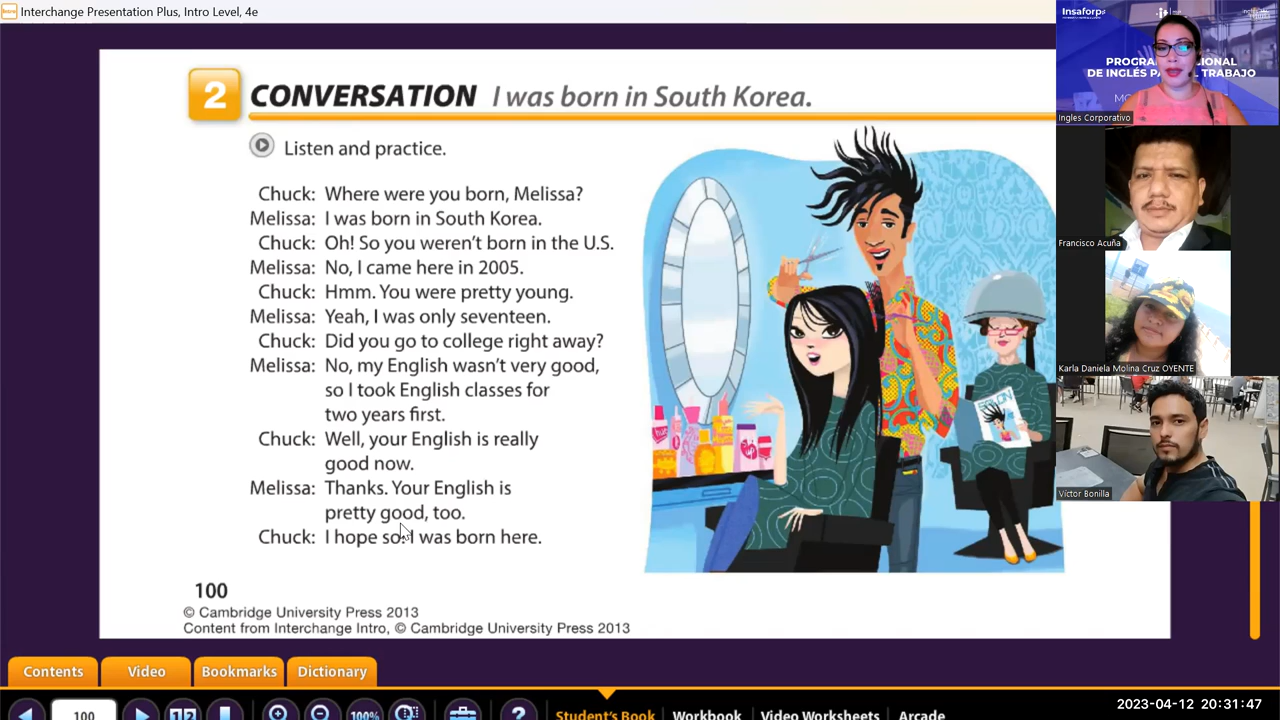 Interchange Presentation Plus, Intro Level, 4e
2 CONVERSATION I was born in South Korea.
Listen and practice.
Chuck: Where were you born, Melissa?
Melissa: I was born in South Korea.
Chuck: Oh! So you weren't born in the U.S.
Melissa: No, I came here in 2005.
Chuck: Hmm. You were pretty young.
Melissa: Yeah, I was only seventeen.
Chuck: Did you go to college right away?
Melissa: No, my English wasn't very good,
so I took English classes for
two years first.
Chuck: Well, your English is really
good now.
Melissa: Thanks. Your English is
pretty good, too.
Chuck: I hope so! I was born here.
SALON
100
© Cambridge University Press 2013
Content from Interchange Intro, © Cambridge University Press 2013
Insaforp
Ingles Corporativo
Francisco Acuña
Karla Daniela Molina Cruz OYENTE
Víctor Bonilla
Contents Video Bookmarks Dictionary
100 1 2 100% ? Student's Book Workbook Video Worksheets Arcade
2023-04-12 20:31:47